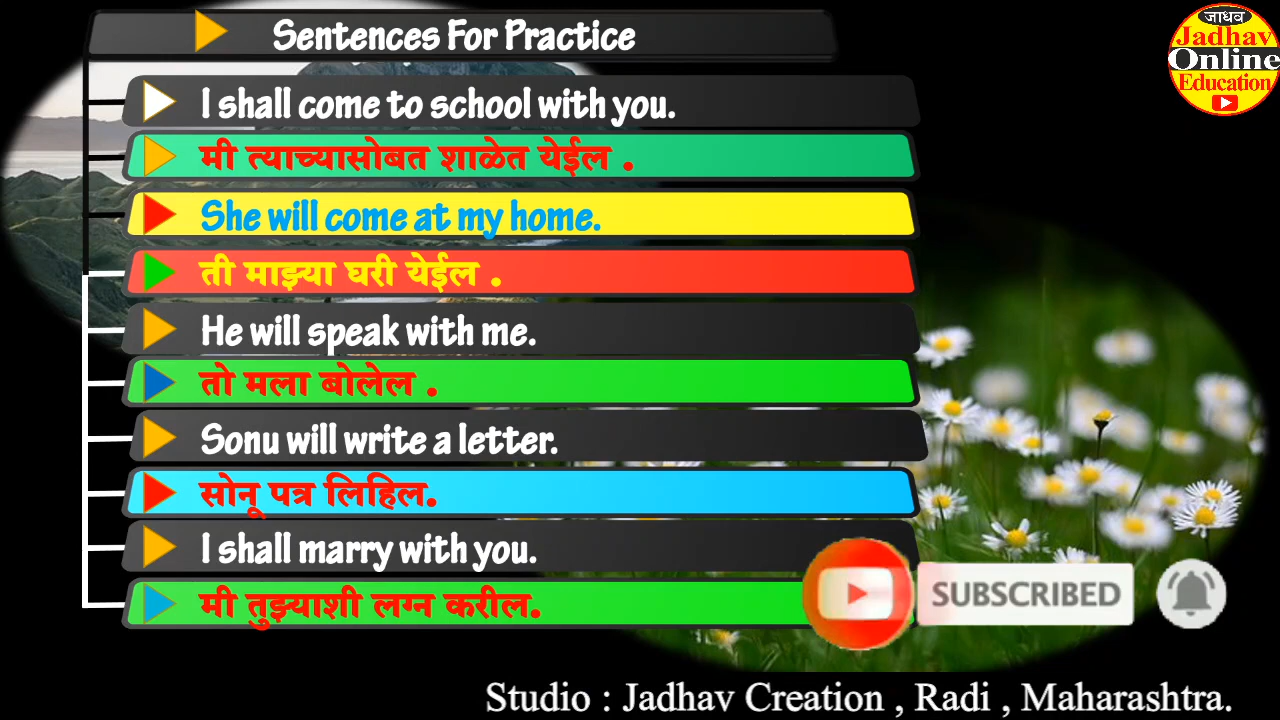 Sentences For Practice
जाधव
Jadhav
Online
Education
I shall come to school with you.
मी त्याच्यासोबत शाळेत येईल .
She will come at my home.
ती माझ्या घरी येईल .
He will speak with me.
तो मला बोलेल .
Sonu will write a letter.
सोनू पत्र लिहिल.
I shall marry with you.
मी तुझ्याशी लग्न करील.
SUBSCRIBED
Studio : Jadhav Creation , Radi , Maharashtra.